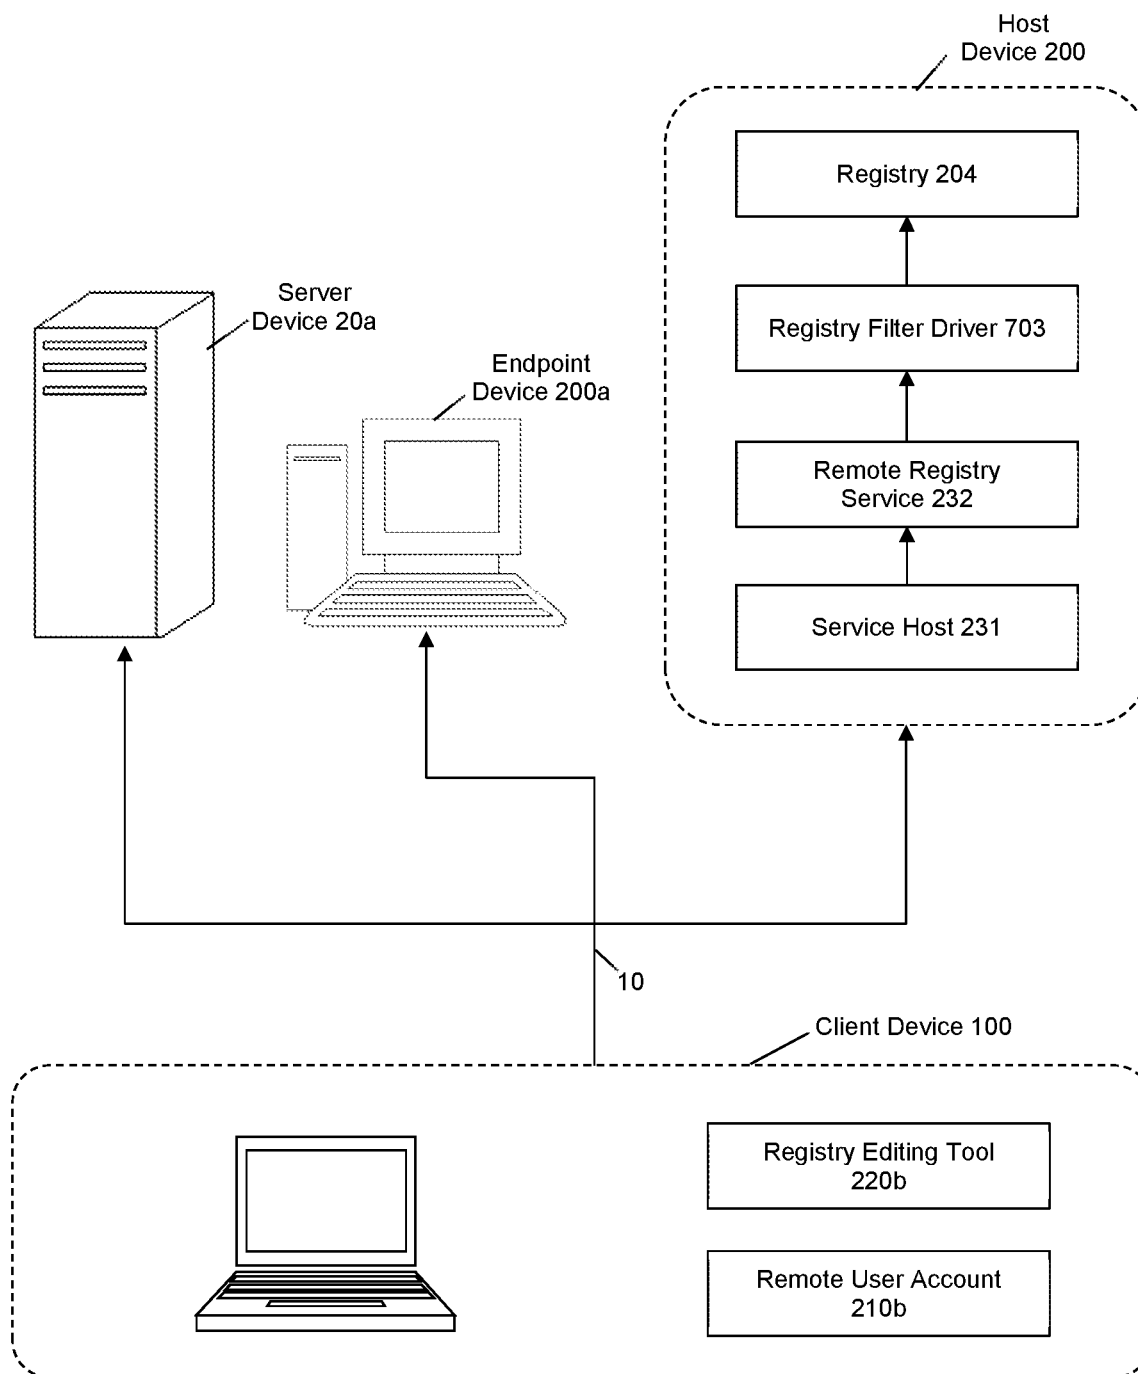 Host
Device 200
Registry 204
Server
Device 20a
Registry Filter Driver 703
Endpoint
Device 200a
Remote Registry
Service 232
Service Host 231
10
Client Device 100
Registry Editing Tool
220b
Remote User Account
210b